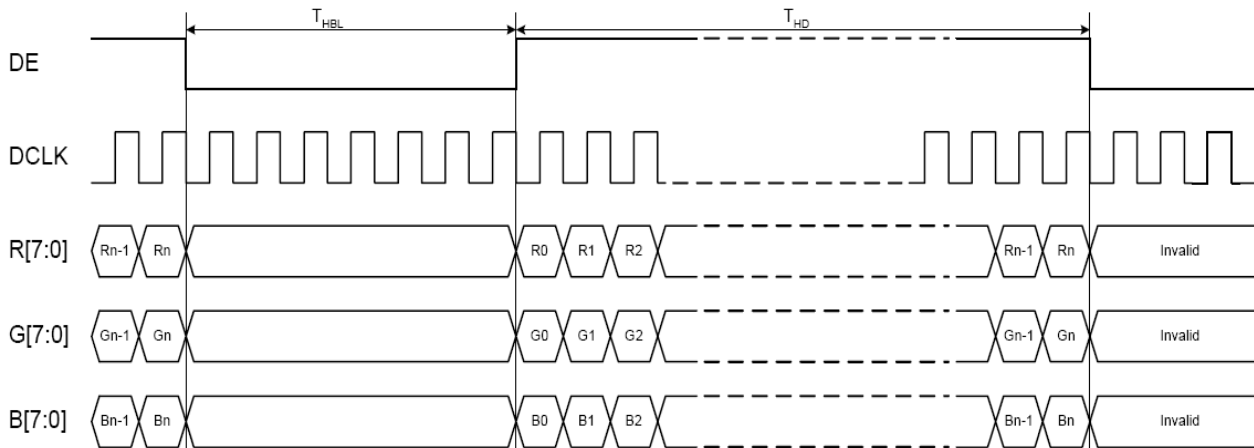 T_HBL T_HD
DE
DCLK
R[7:0] Rn-1 Rn R0 R1 R2 Rn-1 Rn Invalid
G[7:0] Gn-1 Gn G0 G1 G2 Gn-1 Gn Invalid
B[7:0] Bn-1 Bn B0 B1 B2 Bn-1 Bn Invalid